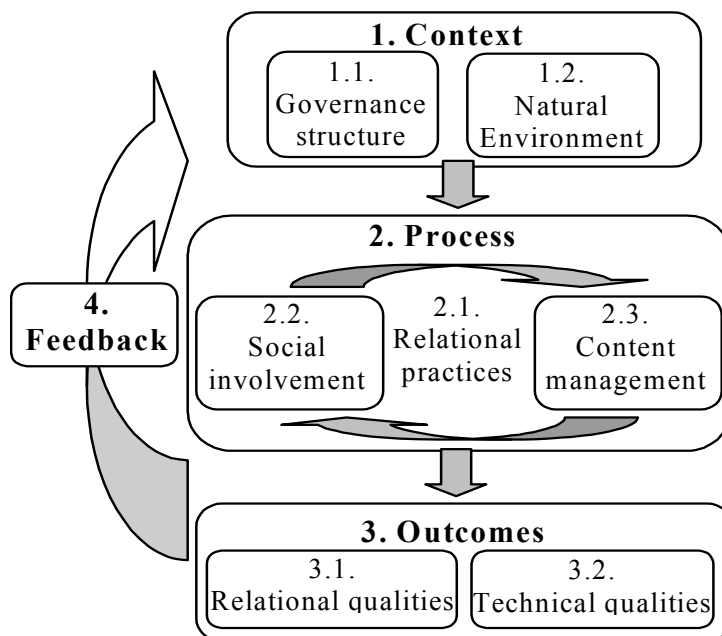 1. Context
1.1.
Governance
structure
1.2.
Natural
Environment
2. Process
2.2.
Social
involvement
2.1.
Relational
practices
2.3.
Content
management
4.
Feedback
3. Outcomes
3.1.
Relational qualities
3.2.
Technical qualities